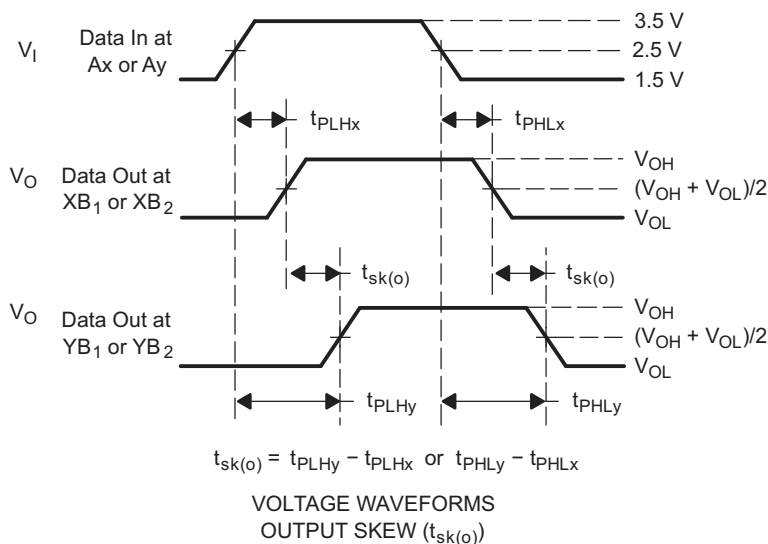 3.5 V
V_I Data In at 2.5 V
Ax or Ay 1.5 V
t_PLHx t_PHLx
V_OH
V_O Data Out at (V_OH + V_OL)/2
XB_1 or XB_2 V_OL
t_sk(o) t_sk(o)
V_OH
V_O Data Out at (V_OH + V_OL)/2
YB_1 or YB_2 V_OL
t_PLHy t_PHLy
t_sk(o) = t_PLHy − t_PLHx or t_PHLy − t_PHLx
VOLTAGE WAVEFORMS
OUTPUT SKEW (t_sk(o))